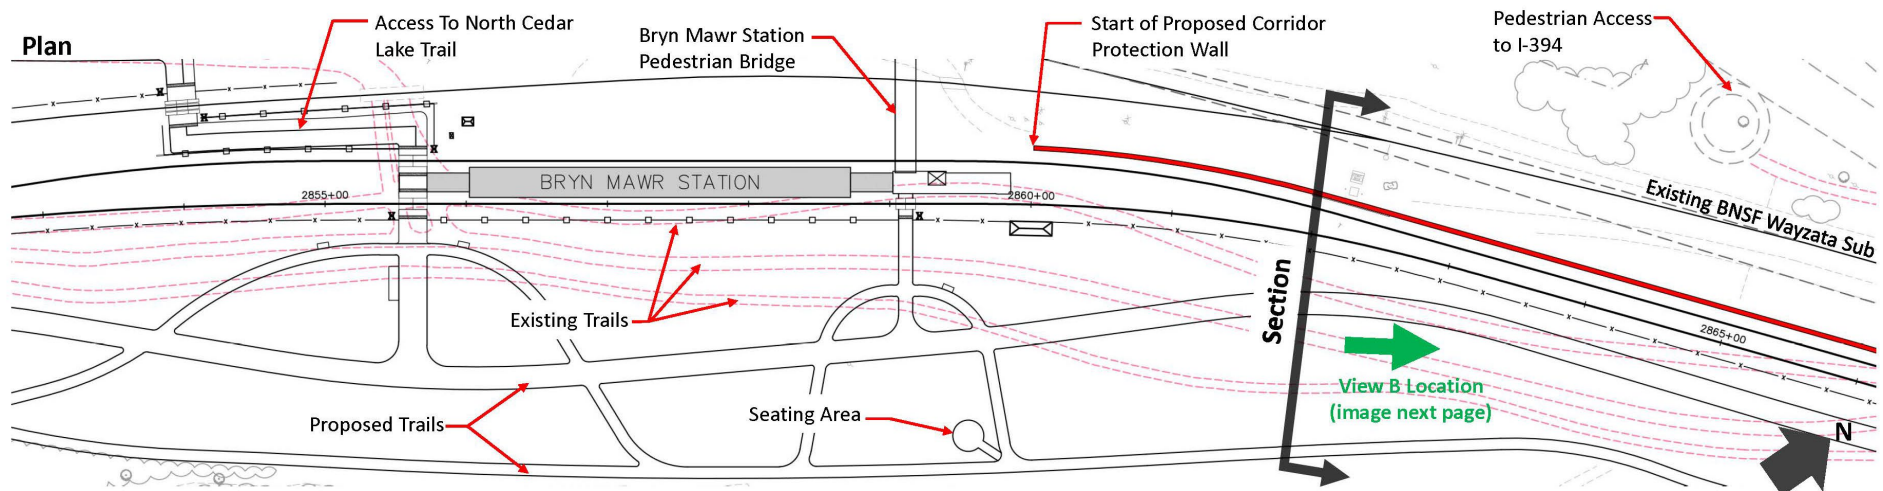 Plan
Access To North Cedar
Lake Trail
Bryn Mawr Station
Pedestrian Bridge
Start of Proposed Corridor
Protection Wall
Pedestrian Access
to I-394
BRYN MAWR STATION
2855+00
2860+00
Existing BNSF Wayzata Sub
Section
Existing Trails
2865+00
View B Location
(image next page)
Proposed Trails
Seating Area
N